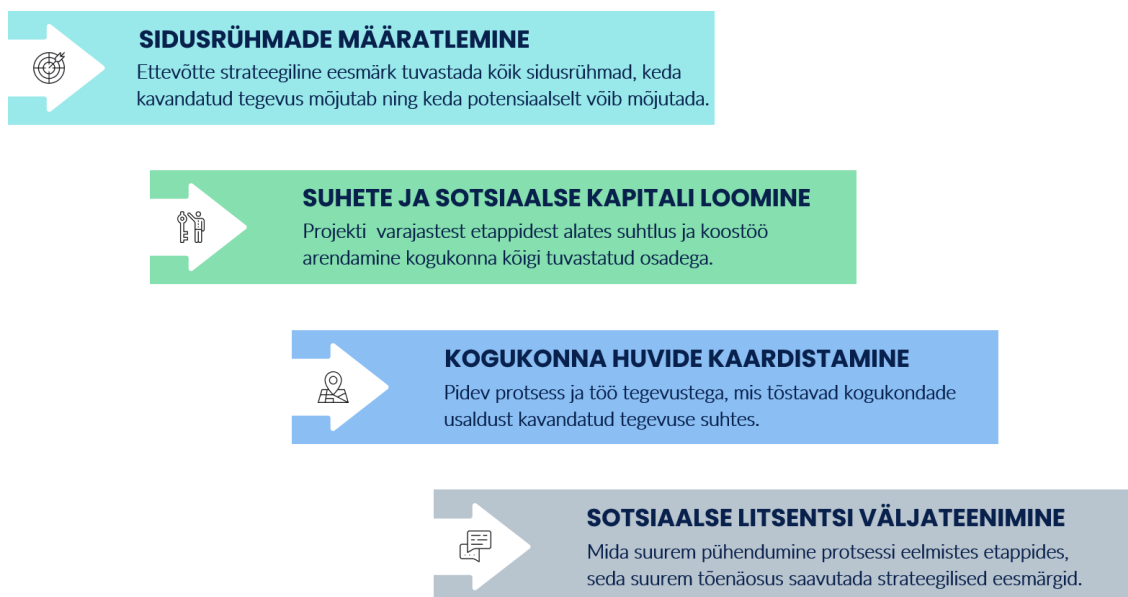 SIDUSRÜHMADE MÄÄRATLEMINE
Ettevõtte strateegiline eesmärk tuvastada kõik sidusrühmad, keda
kavandatud tegevus mõjutab ning keda potensiaalselt võib mõjutada.
SUHETE JA SOTSIAALSE KAPITALI LOOMINE
Projekti varajastest etappidest alates suhtlus ja koostöö
arendamine kogukonna kõigi tuvastatud osadega.
KOGUKONNA HUVIDE KAARDISTAMINE
Pidev protsess ja töö tegevustega, mis tõstavad kogukondade
usaldust kavandatud tegevuse suhtes.
SOTSIAALSE LITSENTSI VÄLJATEENIMINE
Mida suurem pühendumine protsessi eelmistes etappides,
seda suurem tõenäosus saavutada strateegilised eesmärgid.